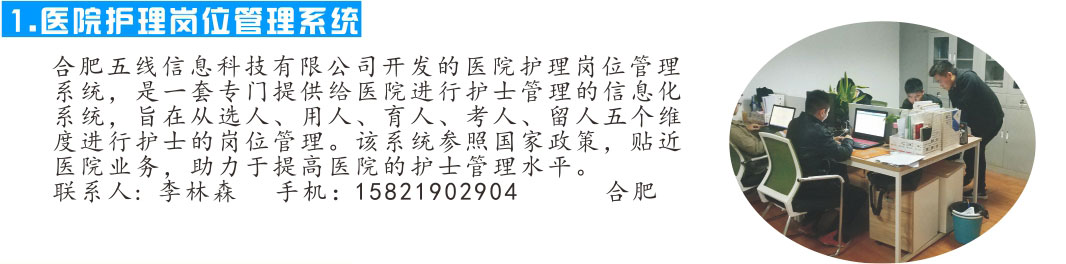 1.医院护理岗位管理系统
合肥五线信息科技有限公司开发的医院护理岗位管理
系统，是一套专门提供给医院进行护士管理的信息化
系统，旨在从选人、用人、育人、考人、留人五个维
度进行护士的岗位管理。该系统参照国家政策，贴近
医院业务，助力于提高医院的护士管理水平。
联系人: 李林森 手机: 15821902904 合肥